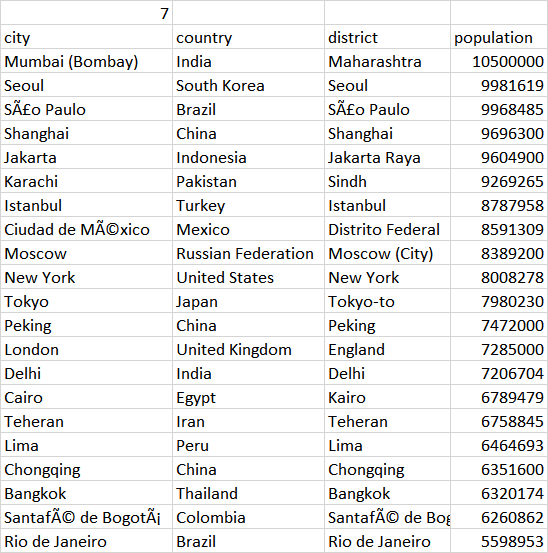 7
city country district population
Mumbai (Bombay) India Maharashtra 10500000
Seoul South Korea Seoul 9981619
SÃ£o Paulo Brazil SÃ£o Paulo 9968485
Shanghai China Shanghai 9696300
Jakarta Indonesia Jakarta Raya 9604900
Karachi Pakistan Sindh 9269265
Istanbul Turkey Istanbul 8787958
Ciudad de MÃ©xico Mexico Distrito Federal 8591309
Moscow Russian Federation Moscow (City) 8389200
New York United States New York 8008278
Tokyo Japan Tokyo-to 7980230
Peking China Peking 7472000
London United Kingdom England 7285000
Delhi India Delhi 7206704
Cairo Egypt Kairo 6789479
Teheran Iran Teheran 6758845
Lima Peru Lima 6464693
Chongqing China Chongqing 6351600
Bangkok Thailand Bangkok 6320174
SantafÃ© de BogotÃ¡ Colombia SantafÃ© de Bog 6260862
Rio de Janeiro Brazil Rio de Janeiro 5598953